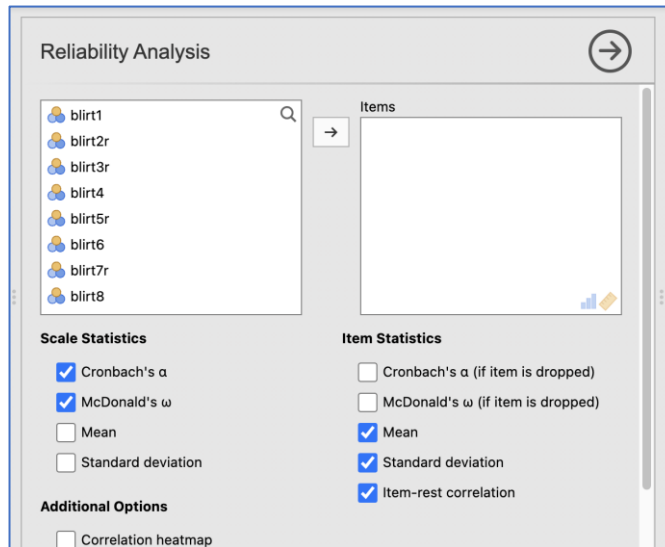 Reliability Analysis
Items
blirt1
blirt2r
blirt3r
blirt4
blirt5r
blirt6
blirt7r
blirt8
Scale Statistics
Cronbach's α
McDonald's ω
Mean
Standard deviation
Item Statistics
Cronbach's α (if item is dropped)
McDonald's ω (if item is dropped)
Mean
Standard deviation
Item-rest correlation
Additional Options
Correlation heatmap